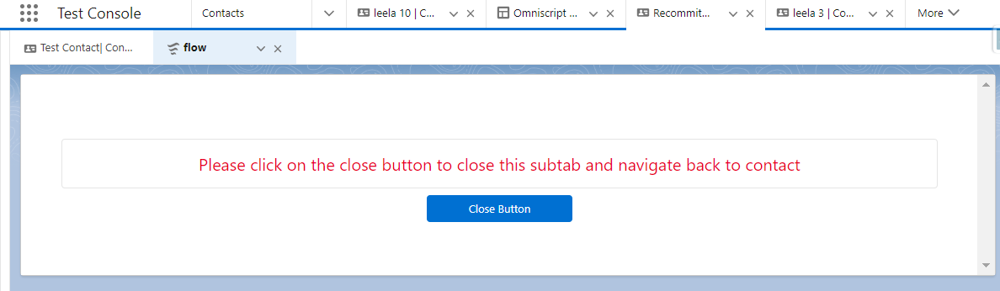 Test Console Contacts leela 10 | C... Omniscript ... Recommit... leela 3 | Co... More
Test Contact| Con... flow
Please click on the close button to close this subtab and navigate back to contact
Close Button